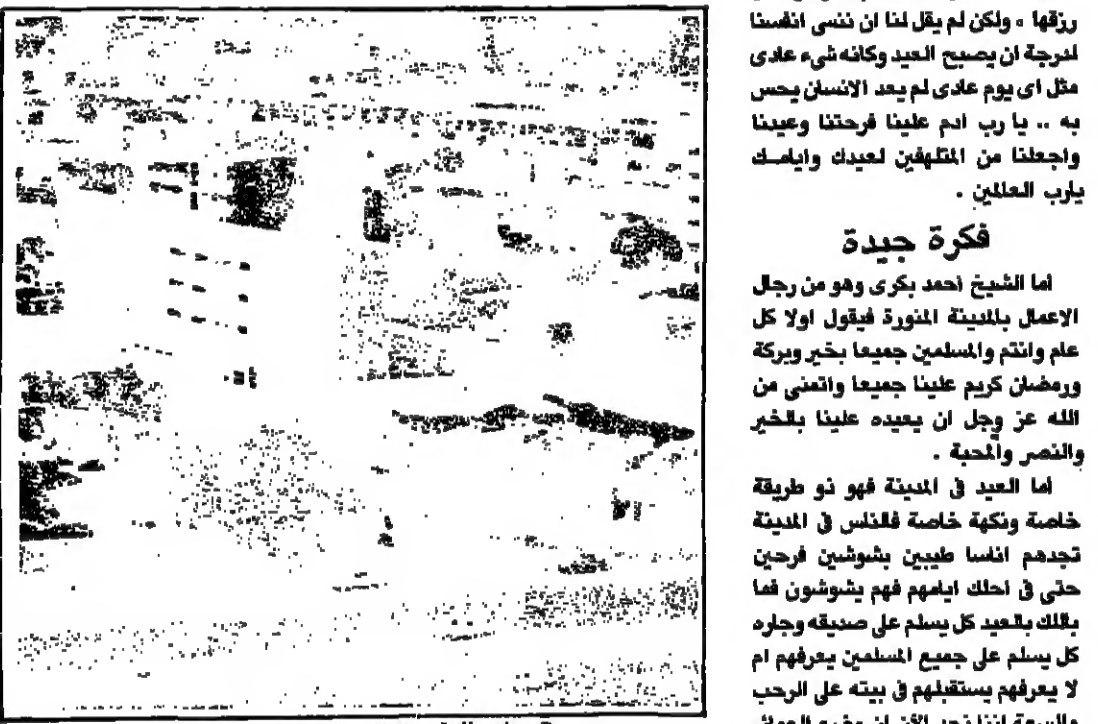 رزقها ، ولكن لم يقل لنا ان ننسى انفسنا
لدرجة ان يصبح العيد وكانه شىء عادى
مثل اى يوم عادى لم يعد الانسان يحس
به .. يا رب ادم علينا فرحتنا وعيدنا
واجعلنا من المتلهفين لعيدك وايامـك
يارب العالمين .
فكرة جيدة
اما الشيخ احمد بكرى وهو من رجال
الاعمال بالمدينة المنورة فيقول اولا كل
عام وانتم والمسلمين جميعا بخير وبركة
ورمضان كريم علينا جميعا واتمنى من
الله عز وجل ان يعيده علينا بالخير
والنصر والمحبة .
اما العيد فى المدينة فهو ذو طريقة
خاصة ونكهة خاصة فالناس فى المدينة
تجدهم اناسا طيبين بشوشين فرحين
حتى فى احلك ايامهم فهم بشوشون فما
بالك بالعيد كل يسلم على صديقه وجاره
كل يسلم على جميع المسلمين يعرفهم ام
لا يعرفهم يستقبلهم فى بيته على الرحب